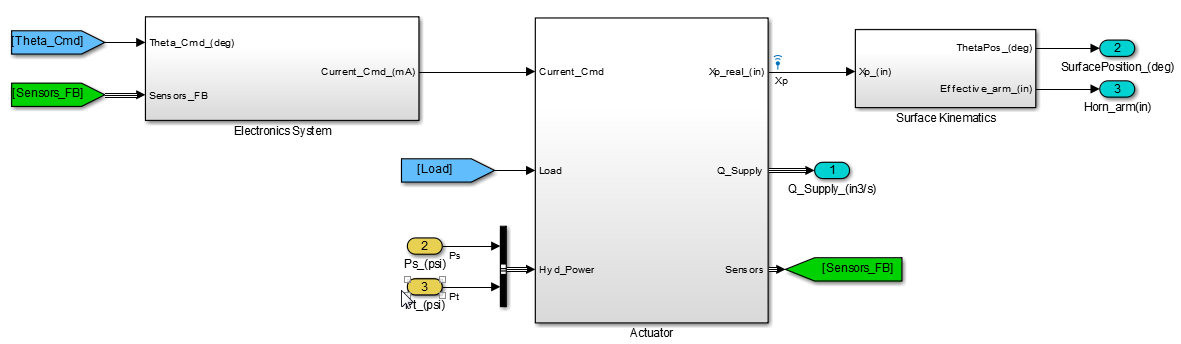 [Theta_Cmd]
Theta_Cmd_(deg)
Current_Cmd_(mA)
[Sensors_FB]
Sensors_FB
Electronics System
Current_Cmd
Xp_real_(in)
Xp
Xp_(in)
ThetaPos_(deg)
2
SurfacePosition_(deg)
Effective_arm_(in)
3
Horn_arm(in)
Surface Kinematics
[Load]
Load
Q_Supply
1
Q_Supply_(in3/s)
2
Ps
Ps_(psi)
Hyd_Power
Sensors
[Sensors_FB]
3
Pt
t_(psi)
Actuator